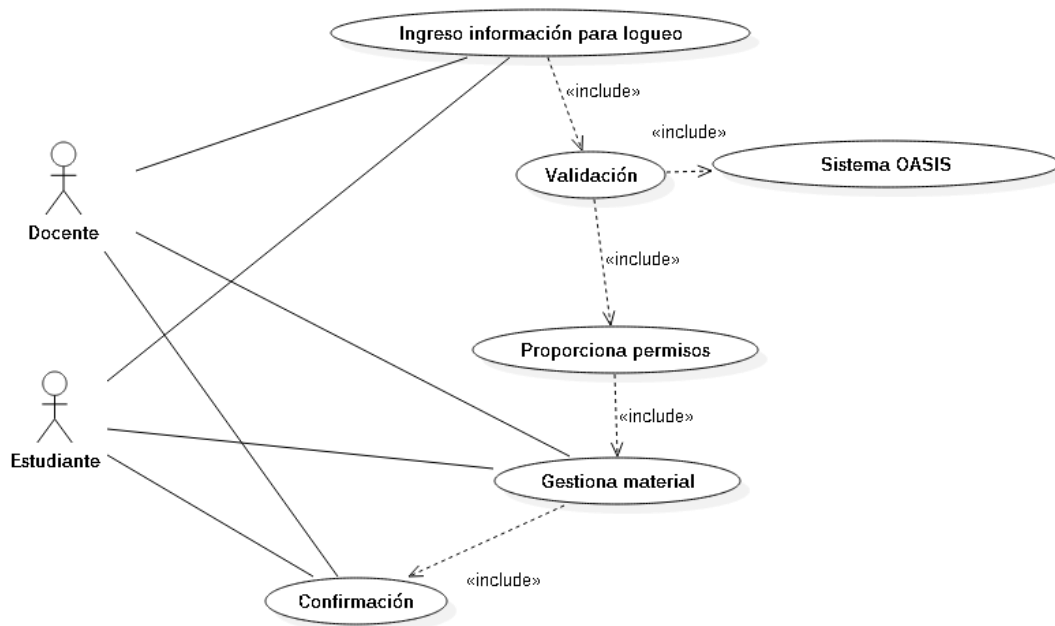 Ingreso información para logueo
«include»
«include»
Validación
Sistema OASIS
Docente
«include»
Proporciona permisos
«include»
Estudiante
Gestiona material
«include»
Confirmación